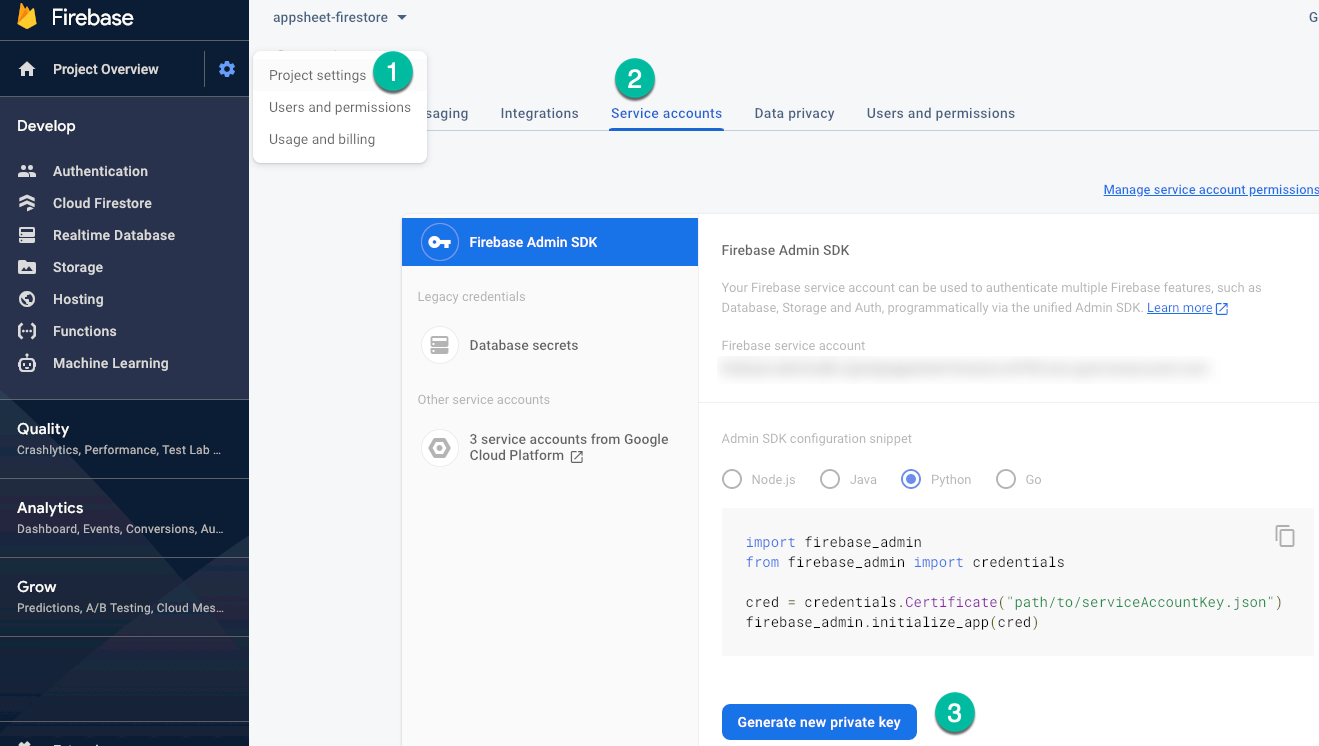 Firebase
appsheet-firestore
G
Project Overview
Project settings
1
Users and permissions
Usage and billing
2
saging
Integrations
Service accounts
Data privacy
Users and permissions
Develop
Authentication
Cloud Firestore
Realtime Database
Storage
Hosting
Functions
Machine Learning
Quality
Crashlytics, Performance, Test Lab ...
Analytics
Dashboard, Events, Conversions, Au...
Grow
Predictions, A/B Testing, Cloud Mes...
Manage service account permissions
Firebase Admin SDK
Legacy credentials
Database secrets
Other service accounts
3 service accounts from Google
Cloud Platform
Firebase Admin SDK
Your Firebase service account can be used to authenticate multiple Firebase features, such as
Database, Storage and Auth, programmatically via the unified Admin SDK. Learn more
Firebase service account
Admin SDK configuration snippet
Node.js
Java
Python
Go
import firebase_admin
from firebase_admin import credentials
cred = credentials.Certificate("path/to/serviceAccountKey.json")
firebase_admin.initialize_app(cred)
Generate new private key
3